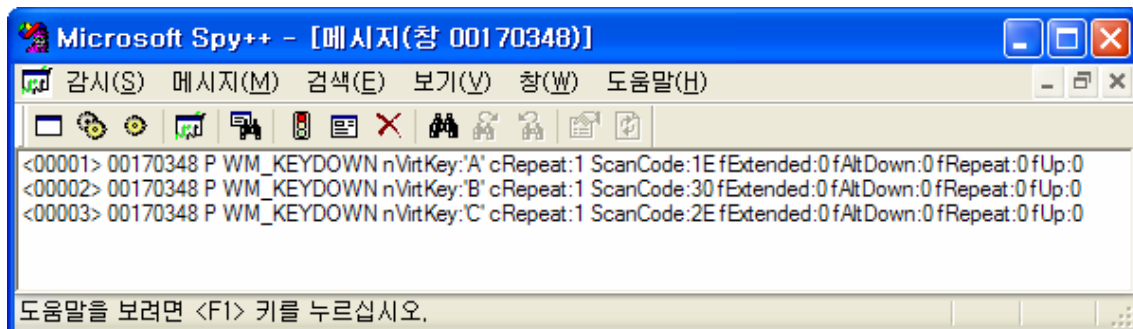 Microsoft Spy++ - [메시지(창 00170348)]
감시(S) 메시지(M) 검색(E) 보기(V) 창(W) 도움말(H)
<00001> 00170348 P WM_KEYDOWN nVirtKey:'A' cRepeat:1 ScanCode:1E fExtended:0 fAltDown:0 fRepeat:0 fUp:0
<00002> 00170348 P WM_KEYDOWN nVirtKey:'B' cRepeat:1 ScanCode:30 fExtended:0 fAltDown:0 fRepeat:0 fUp:0
<00003> 00170348 P WM_KEYDOWN nVirtKey:'C' cRepeat:1 ScanCode:2E fExtended:0 fAltDown:0 fRepeat:0 fUp:0
도움말을 보려면 <F1> 키를 누르십시오.